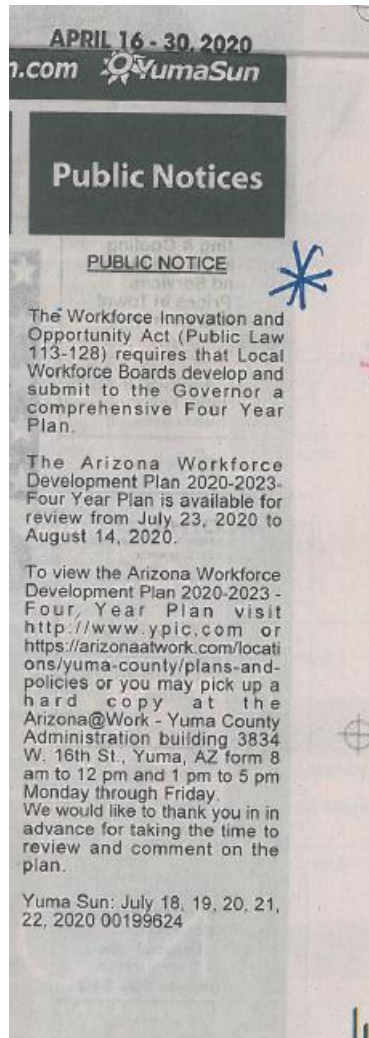 APRIL 16 - 30, 2020
n.com YumaSun
Public Notices
PUBLIC NOTICE
The Workforce Innovation and
Opportunity Act (Public Law
113-128) requires that Local
Workforce Boards develop and
submit to the Governor a
comprehensive Four Year
Plan.
The Arizona Workforce
Development Plan 2020-2023-
Four Year Plan is available for
review from July 23, 2020 to
August 14, 2020.
To view the Arizona Workforce
Development Plan 2020-2023 -
Four Year Plan visit
http://www.ypic.com or
https://arizonaatwork.com/locati
ons/yuma-county/plans-and-
policies or you may pick up a
hard copy at the
Arizona@Work - Yuma County
Administration building 3834
W. 16th St., Yuma, AZ form 8
am to 12 pm and 1 pm to 5 pm
Monday through Friday.
We would like to thank you in in
advance for taking the time to
review and comment on the
plan.
Yuma Sun: July 18, 19, 20, 21,
22, 2020 00199624